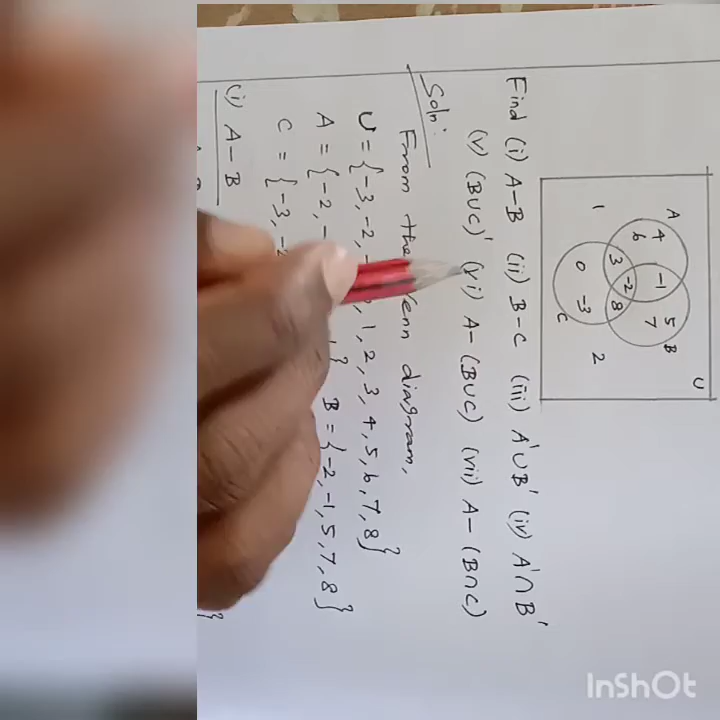 A
B
U
4
6
-1
5
7
3
-2
8
0
-3
C
1
2
Find (i) A-B (ii) B-C (iii) A'∪B' (iv) A'∩B'
(v) (B∪C)' (vi) A-(B∪C) (vii) A-(B∩C)
Soln:
From the Venn diagram,
U = {-3, -2, 1, 2, 3, 4, 5, 6, 7, 8}
A = {-2, } B = {-2, -1, 5, 7, 8}
C = {-3, -2 }
(i) A-B
InShOt